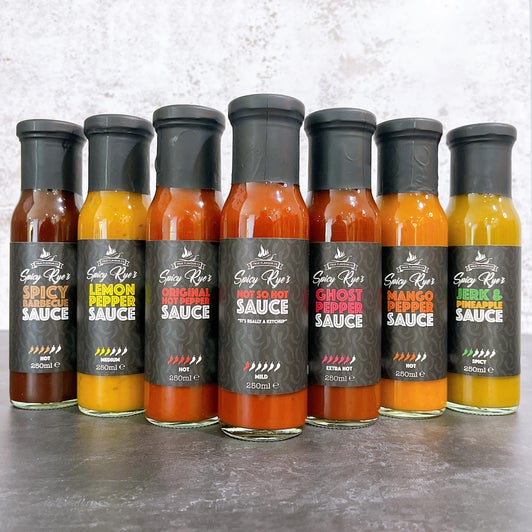 Spicy Rye's
SPICY
BARBECUE
SAUCE
HOT
250ml ℮
Spicy Rye's
LEMON
PEPPER
SAUCE
MEDIUM
250ml ℮
Spicy Rye's
ORIGINAL
HOT PEPPER
SAUCE
HOT
250ml ℮
Spicy Rye's
HOT SO HOT
SAUCE
"IT'S REALLY A KETCHUP"
MILD
250ml ℮
Spicy Rye's
GHOST
PEPPER
SAUCE
EXTRA HOT
250ml ℮
Spicy Rye's
MANGO
PEPPER
SAUCE
HOT
250ml ℮
Spicy Rye's
JERK &
PINEAPPLE
SAUCE
SPICY
250ml ℮